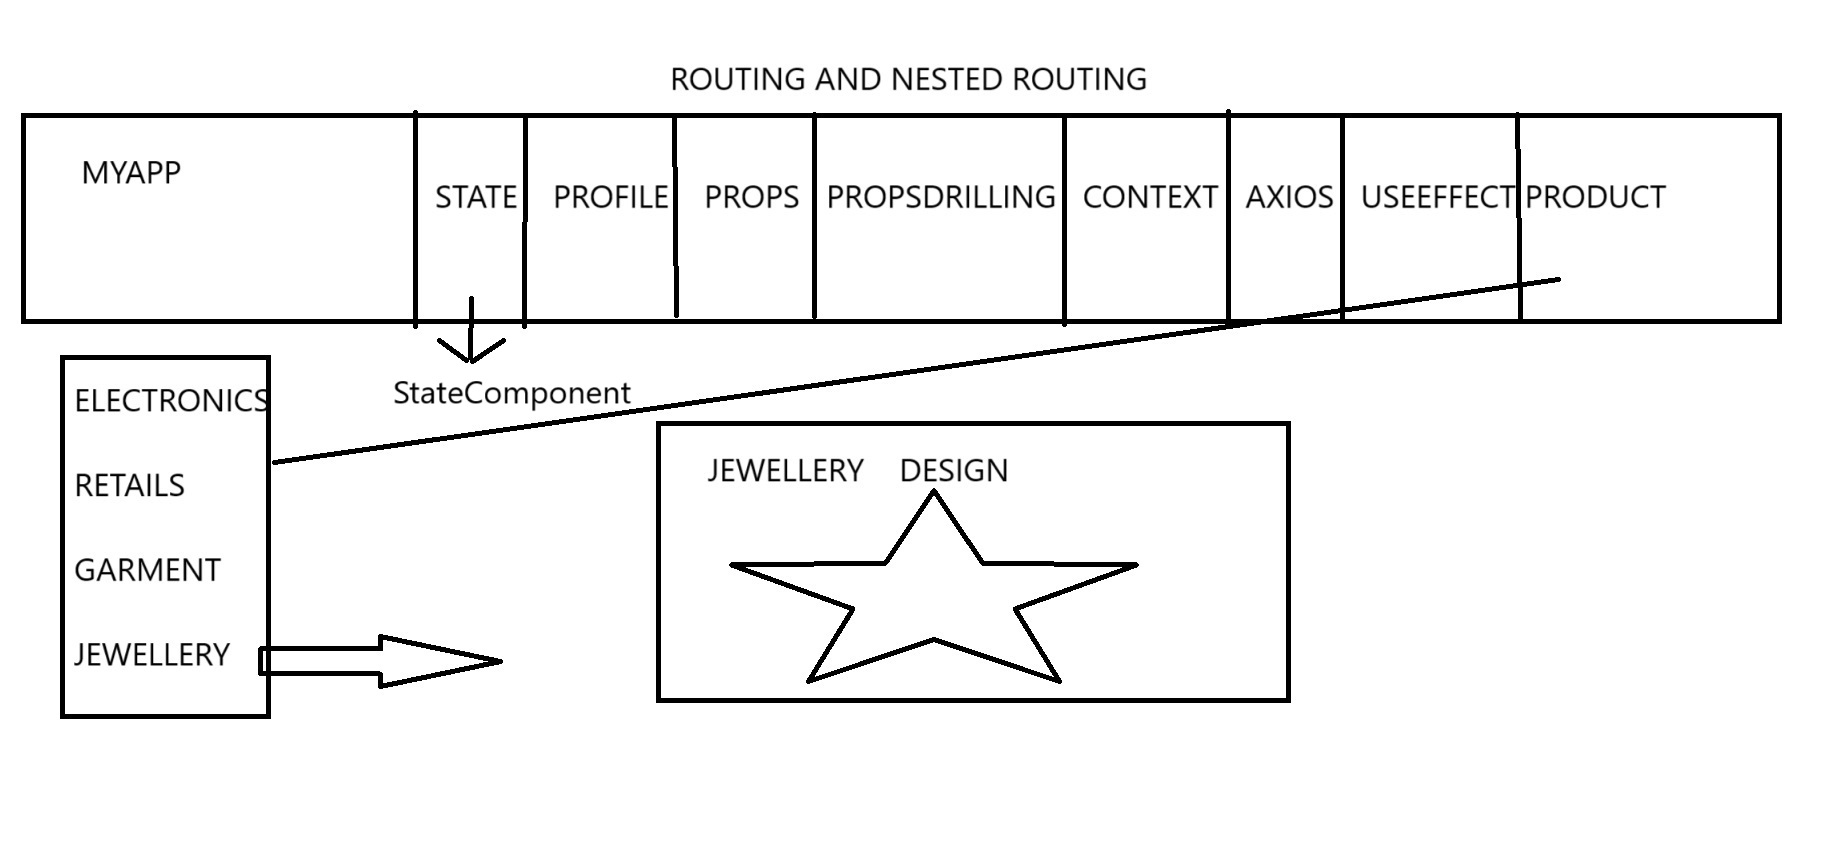 ROUTING AND NESTED ROUTING
MYAPP
STATE PROFILE PROPS PROPSDRILLING CONTEXT AXIOS USEEFFECT PRODUCT
StateComponent
ELECTRONICS
RETAILS
GARMENT
JEWELLERY
JEWELLERY DESIGN